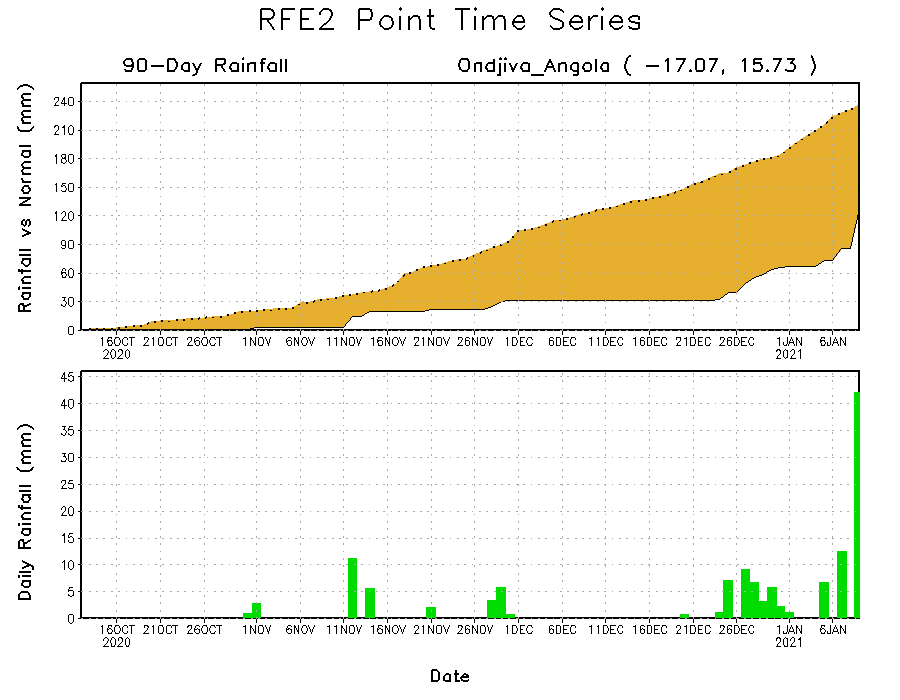 RFE2 Point Time Series
90-Day Rainfall
Ondjiva_Angola ( -17.07, 15.73 )
Rainfall vs Normal (mm)
240
210
180
150
120
90
60
30
0
16OCT 21OCT 26OCT 1NOV 6NOV 11NOV 16NOV 21NOV 26NOV 1DEC 6DEC 11DEC 16DEC 21DEC 26DEC 1JAN 6JAN
2020 2021
Daily Rainfall (mm)
45
40
35
30
25
20
15
10
5
0
16OCT 21OCT 26OCT 1NOV 6NOV 11NOV 16NOV 21NOV 26NOV 1DEC 6DEC 11DEC 16DEC 21DEC 26DEC 1JAN 6JAN
2020 2021
Date